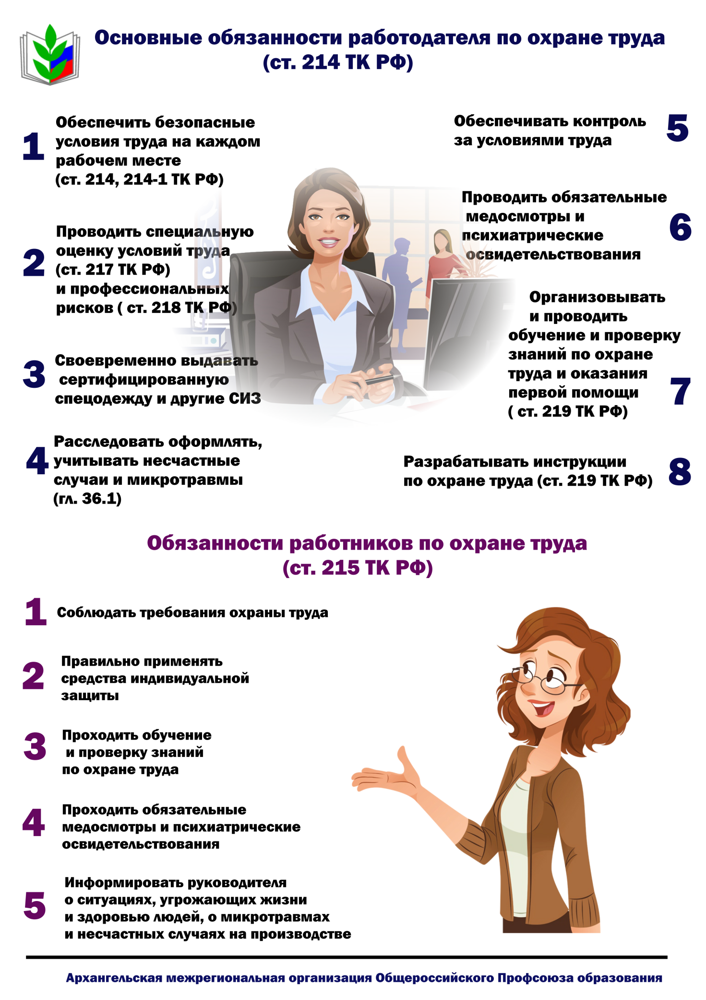 Основные обязанности работодателя по охране труда
(ст. 214 ТК РФ)
1
Обеспечить безопасные
условия труда на каждом
рабочем месте
(ст. 214, 214-1 ТК РФ)
2
Проводить специальную
оценку условий труда
(ст. 217 ТК РФ)
и профессиональных
рисков ( ст. 218 ТК РФ)
3
Своевременно выдавать
сертифицированную
спецодежду и другие СИЗ
4
Расследовать оформлять,
учитывать несчастные
случаи и микротравмы
(гл. 36.1)
Обеспечивать контроль
за условиями труда
5
Проводить обязательные
медосмотры и
психиатрические
освидетельствования
6
Организовывать
и проводить
обучение и проверку
знаний по охране
труда и оказания
первой помощи
( ст. 219 ТК РФ)
7
Разрабатывать инструкции
по охране труда (ст. 219 ТК РФ)
8
Обязанности работников по охране труда
(ст. 215 ТК РФ)
1
Соблюдать требования охраны труда
2
Правильно применять
средства индивидуальной
защиты
3
Проходить обучение
и проверку знаний
по охране труда
4
Проходить обязательные
медосмотры и психиатрические
освидетельствования
5
Информировать руководителя
о ситуациях, угрожающих жизни
и здоровью людей, о микротравмах
и несчастных случаях на производстве
Архангельская межрегиональная организация Общероссийского Профсоюза образования